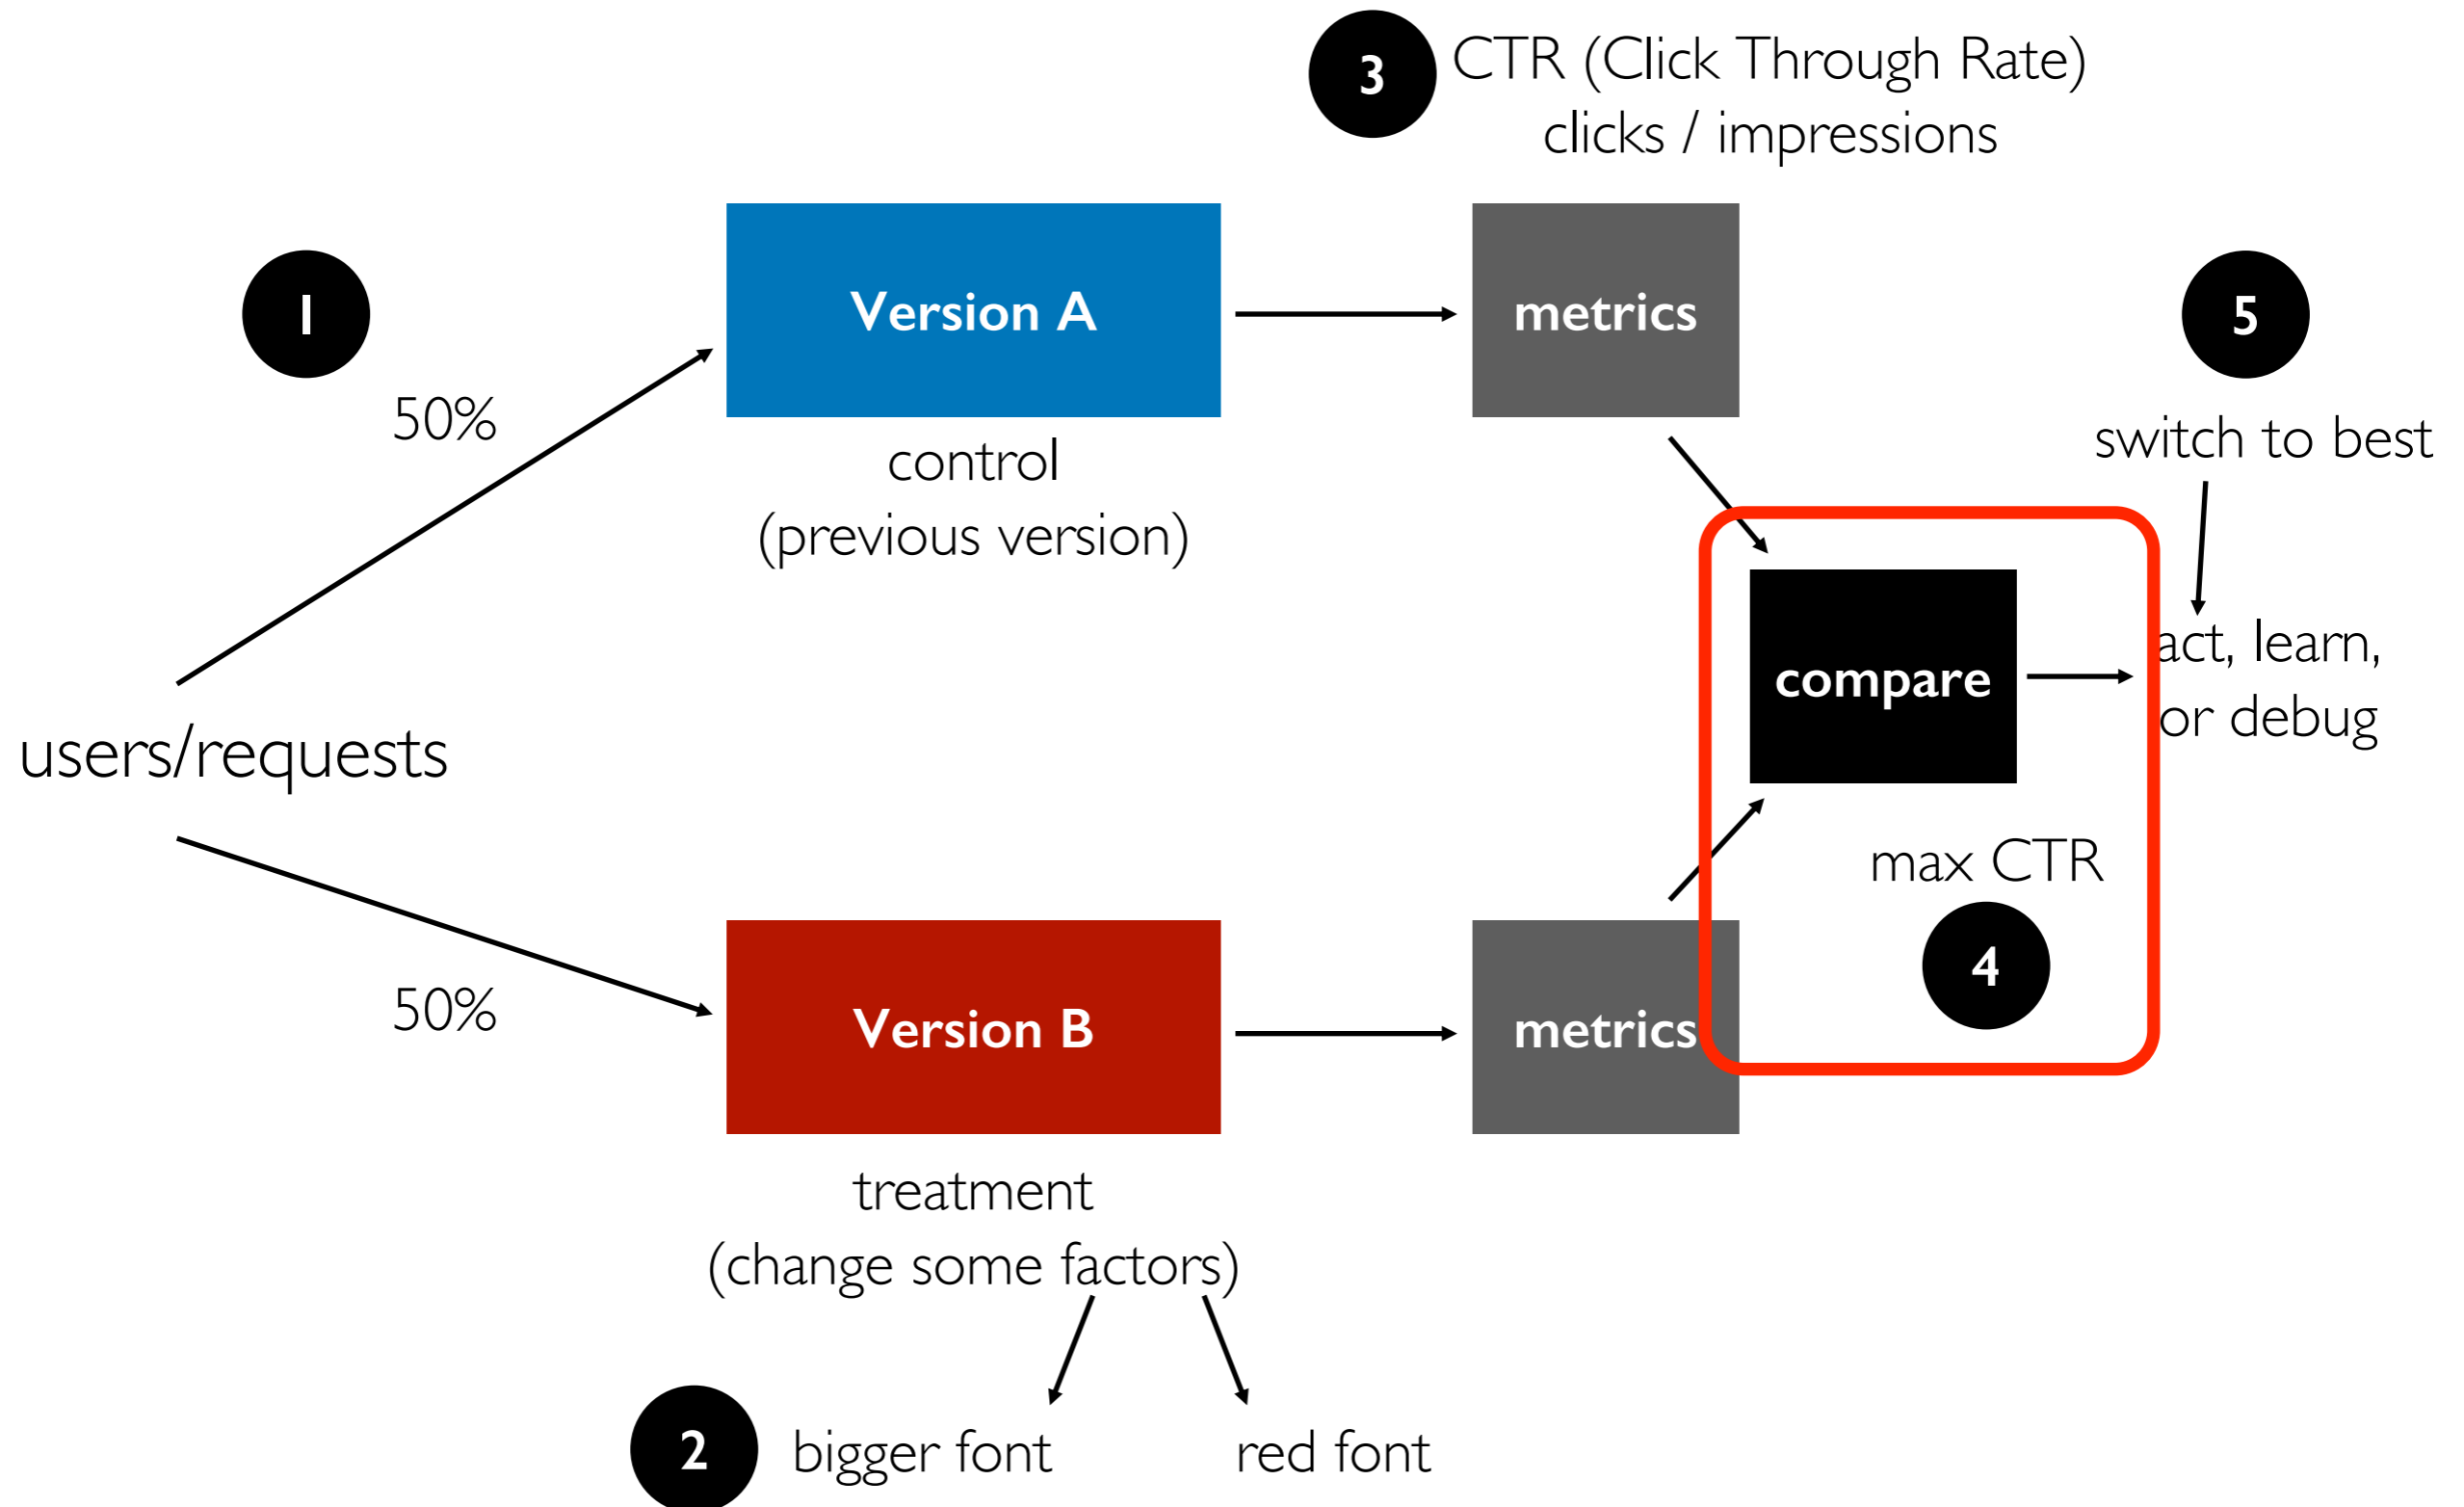 3
CTR (Click Through Rate)
clicks / impressions
1
50%
Version A
metrics
5
control
(previous version)
switch to best
users/requests
compare
act, learn,
or debug
max CTR
4
50%
Version B
metrics
treatment
(change some factors)
2
bigger font
red font